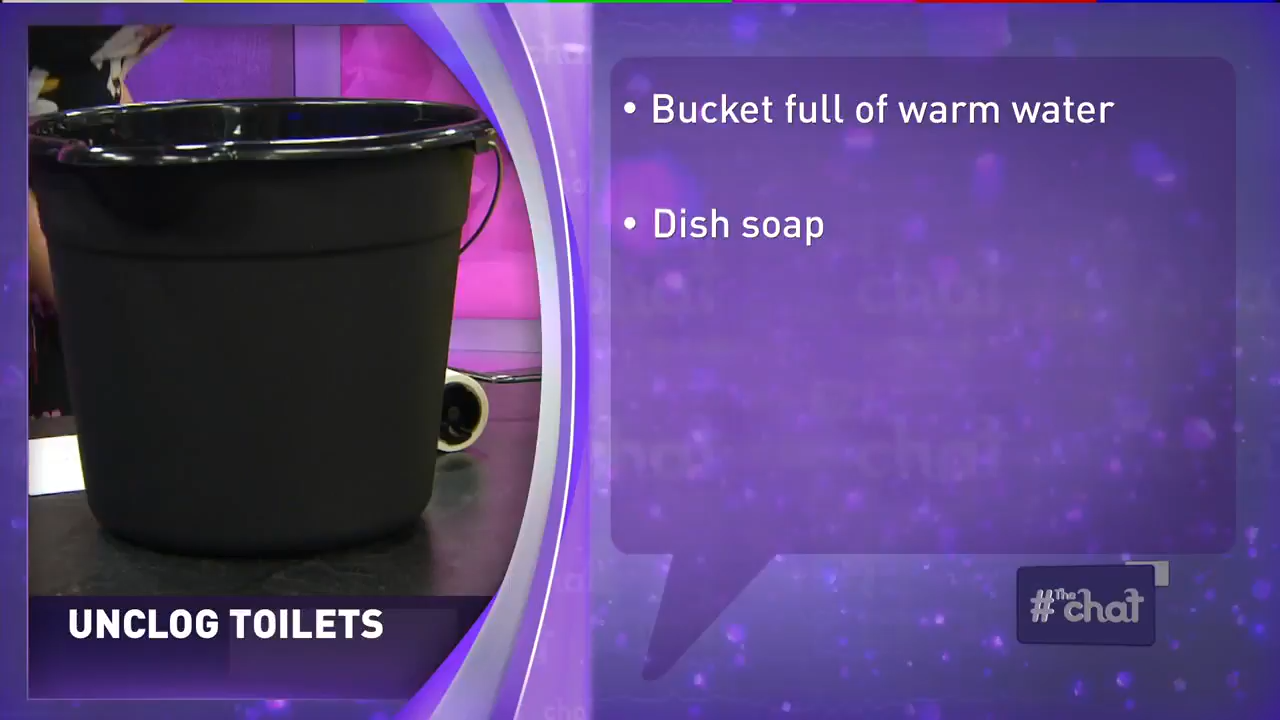 • Bucket full of warm water
• Dish soap
UNCLOG TOILETS
#The chat